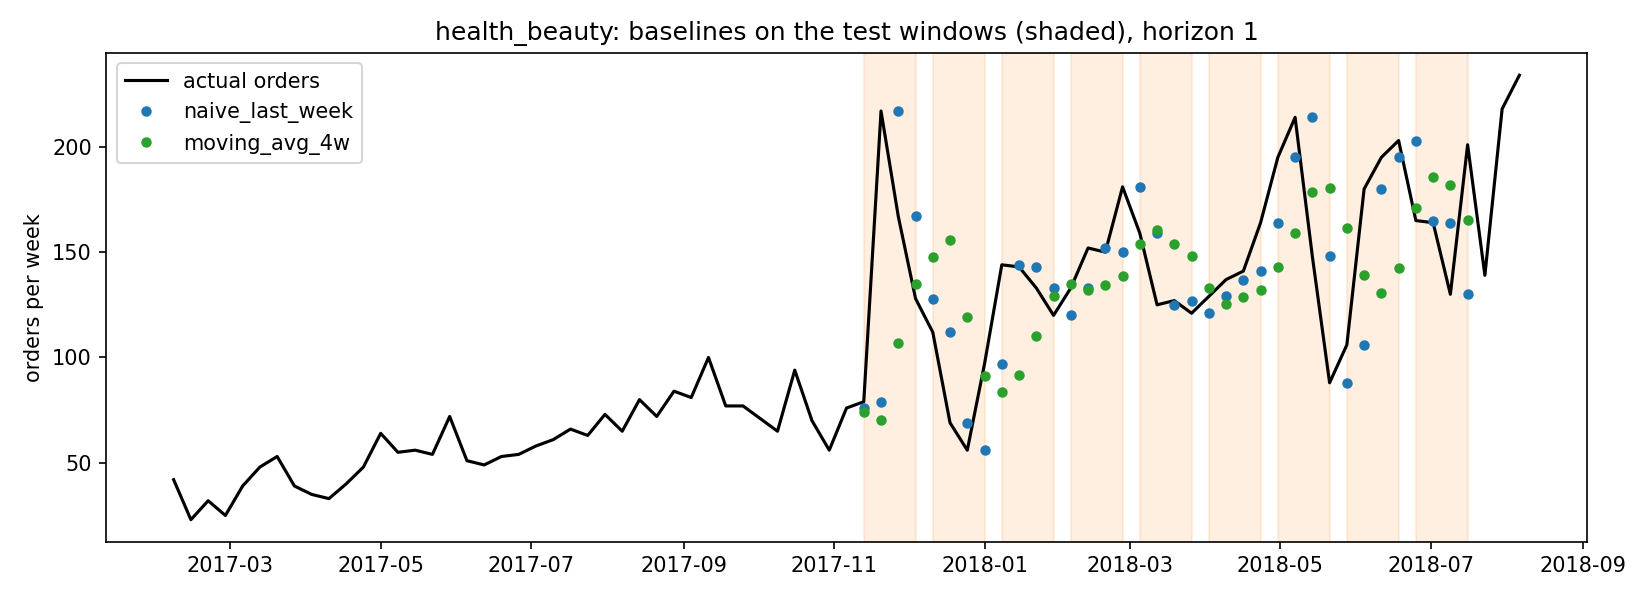 health_beauty: baselines on the test windows (shaded), horizon 1
actual orders
naive_last_week
moving_avg_4w
orders per week
200
150
100
50
2017-03
2017-05
2017-07
2017-09
2017-11
2018-01
2018-03
2018-05
2018-07
2018-09